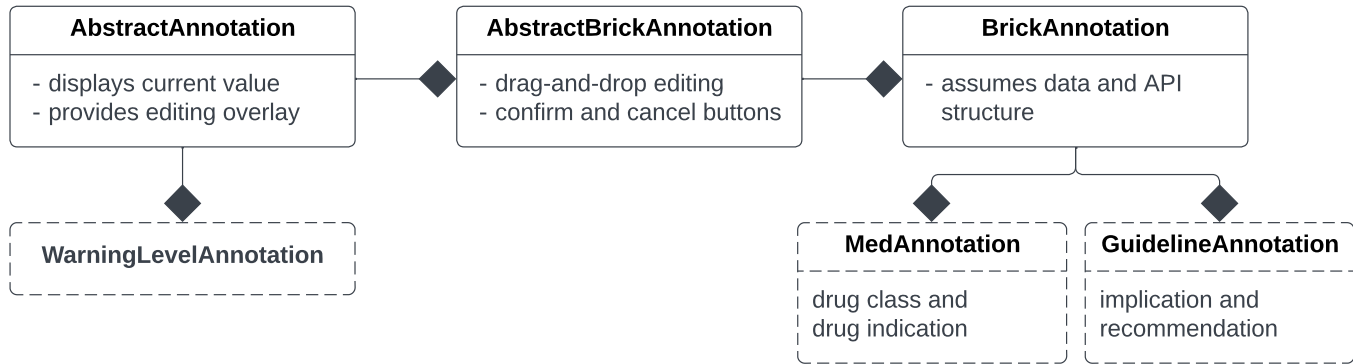 AbstractAnnotation
- displays current value
- provides editing overlay
AbstractBrickAnnotation
- drag-and-drop editing
- confirm and cancel buttons
BrickAnnotation
- assumes data and API
structure
WarningLevelAnnotation
MedAnnotation
drug class and
drug indication
GuidelineAnnotation
implication and
recommendation